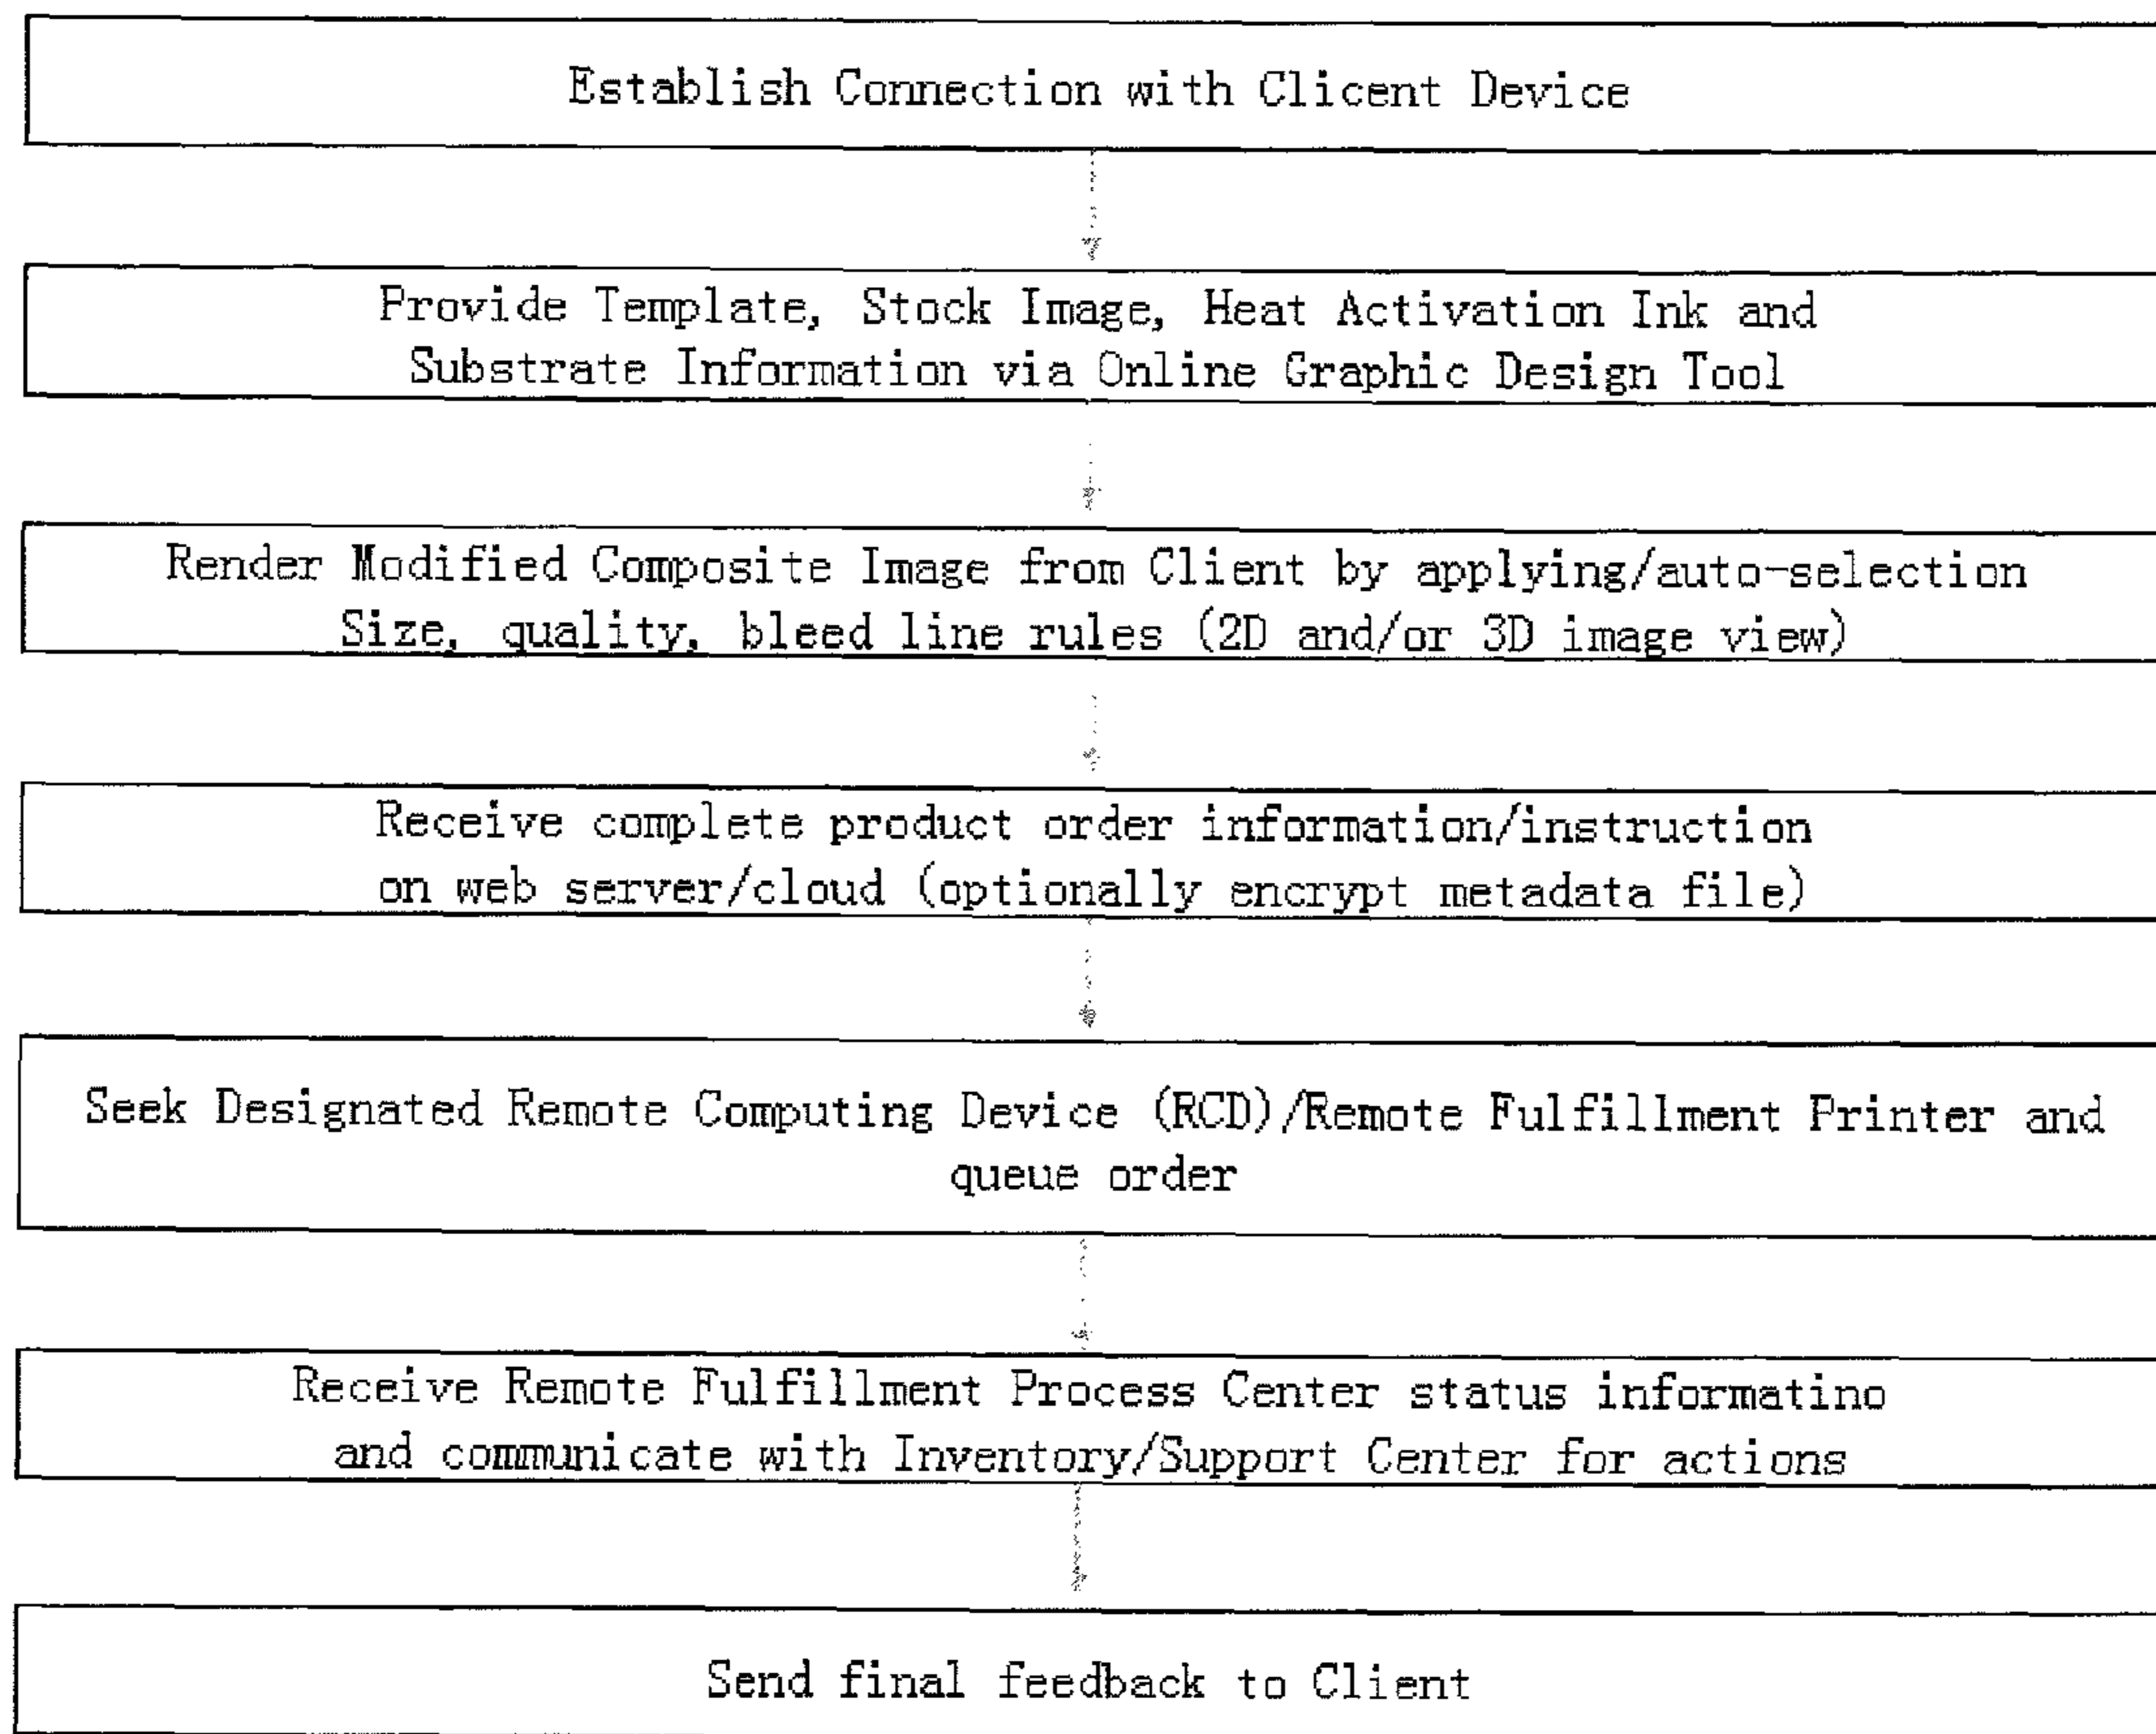 Establish Connection with Clicent Device
Provide Template, Stock Image, Heat Activation Ink and
Substrate Information via Online Graphic Design Tool
Render Modified Composite Image from Client by applying/auto-selection
Size, quality, bleed line rules (2D and/or 3D image view)
Receive complete product order information/instruction
on web server/cloud (optionally encrypt metadata file)
Seek Designated Remote Computing Device (RCD)/Remote Fulfillment Printer and
queue order
Receive Remote Fulfillment Process Center status informatino
and communicate with Inventory/Support Center for actions
Send final feedback to Client